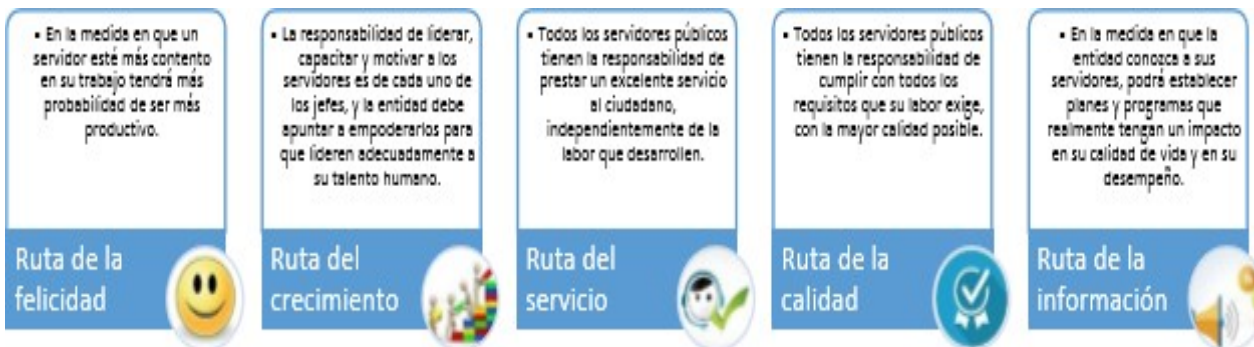 ▪ En la medida en que un
servidor esté más contento
en su trabajo tendrá más
probabilidad de ser más
productivo.
Ruta de la
felicidad
▪ La responsabilidad de liderar,
capacitar y motivar a los
servidores es de cada uno de
los jefes, y la entidad debe
apuntar a empoderarlos para
que lideren adecuadamente a
su talento humano.
Ruta del
crecimiento
▪ Todos los servidores públicos
tienen la responsabilidad de
prestar un excelente servicio
al ciudadano,
independientemente de la
labor que desarrollen.
Ruta del
servicio
▪ Todos los servidores públicos
tienen la responsabilidad de
cumplir con todos los
requisitos que su labor exige,
con la mayor calidad posible.
Ruta de la
calidad
▪ En la medida en que la
entidad conozca a sus
servidores, podrá establecer
planes y programas que
realmente tengan un impacto
en su calidad de vida y en su
desempeño.
Ruta de la
información